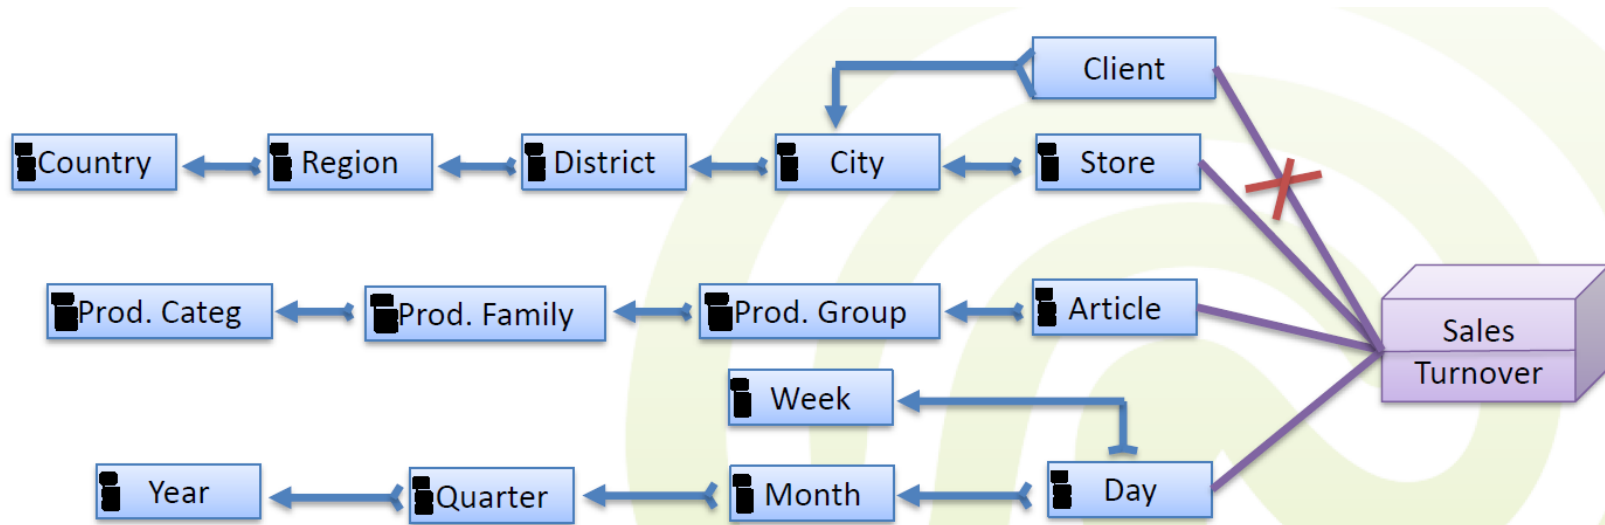 Client
Country
Region
District
City
Store
Prod. Categ
Prod. Family
Prod. Group
Article
Sales
Turnover
Week
Year
Quarter
Month
Day